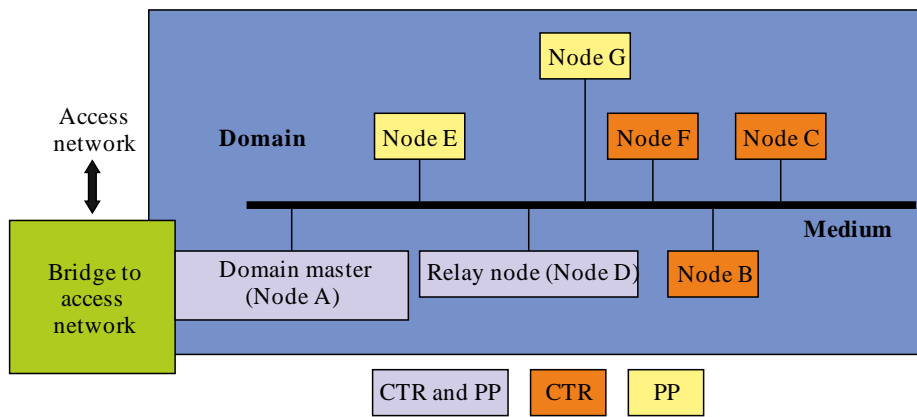 Node G
Access
network
Domain
Node E
Node F
Node C
Medium
Bridge to
access
network
Domain master
(Node A)
Relay node (Node D)
Node B
CTR and PP
CTR
PP